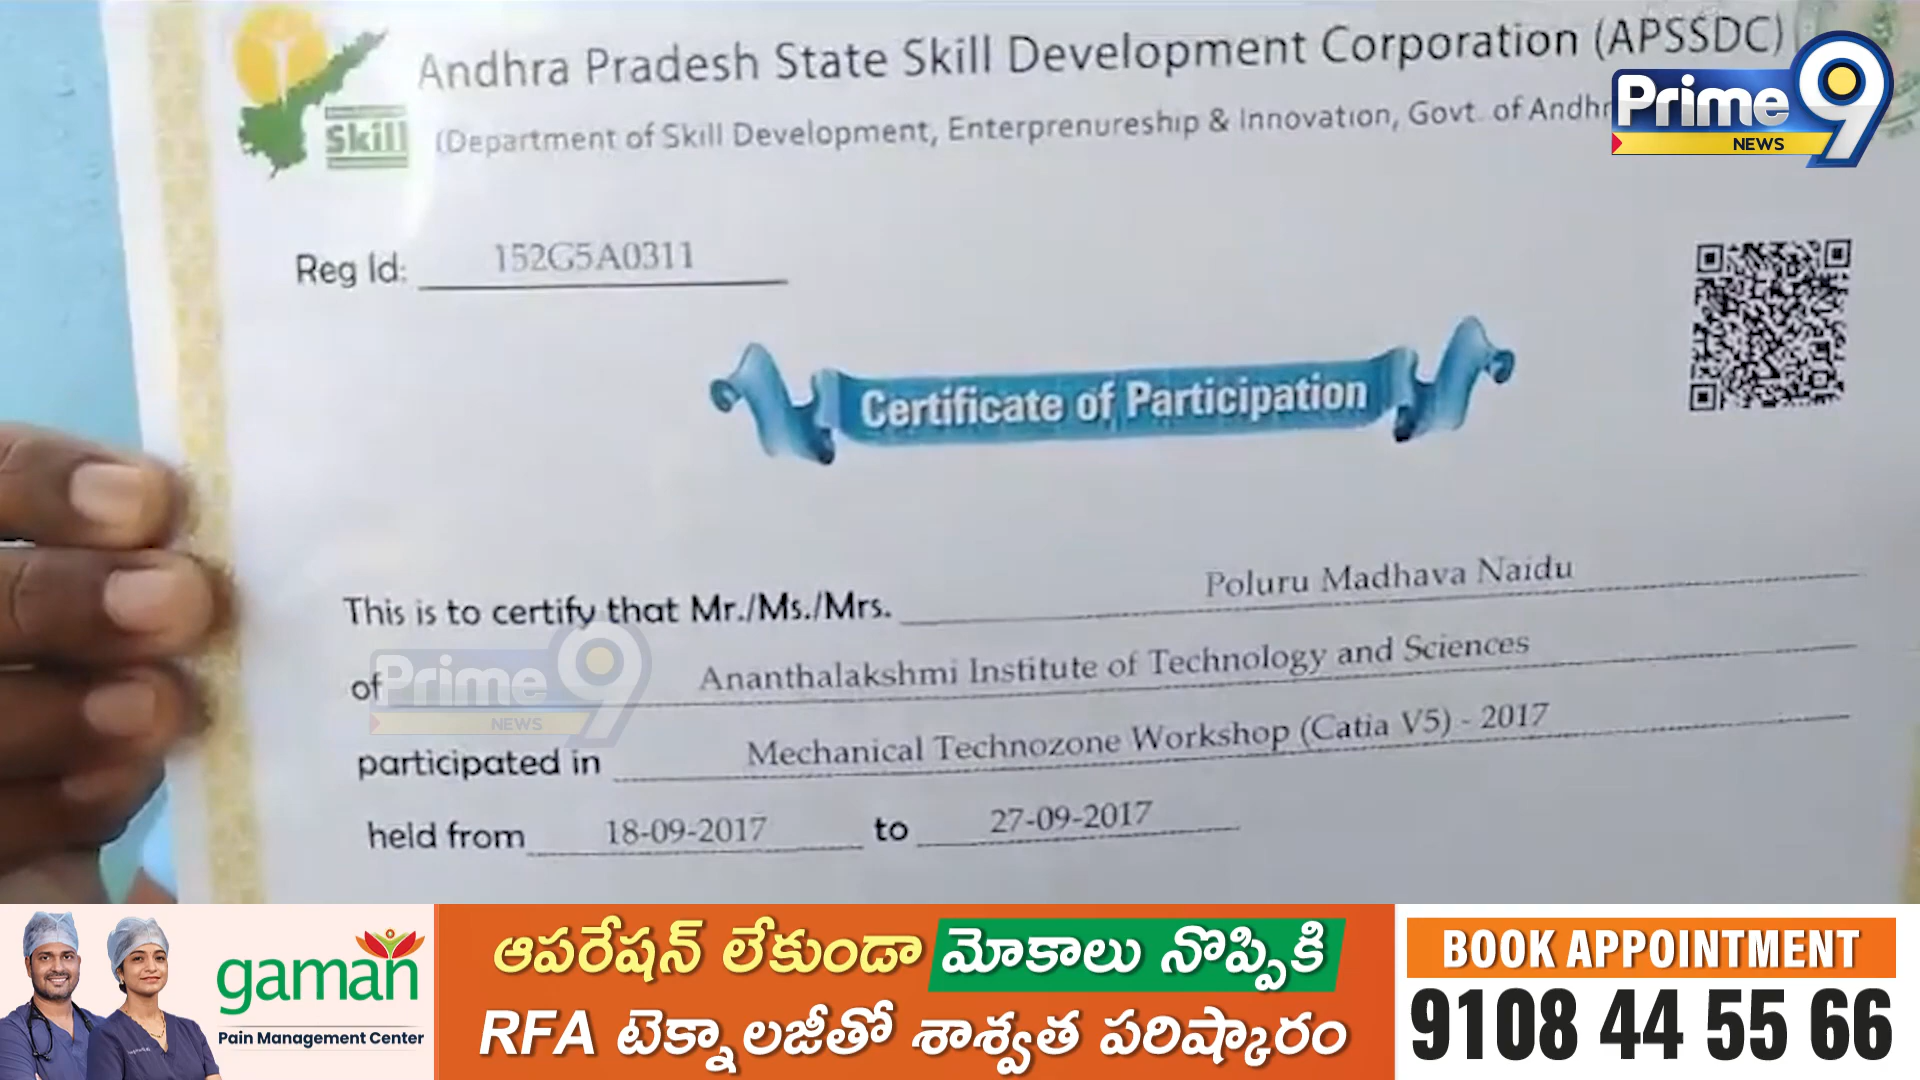 Andhra Pradesh State Skill Development Corporation (APSSDC)
(Department of Skill Development, Enterprenureship & Innovation, Govt. of Andhr
Prime 9
NEWS
Skill
Reg Id: 152G5A0311
Certificate of Participation
This is to certify that Mr./Ms./Mrs. Poluru Madhava Naidu
of Ananthalakshmi Institute of Technology and Sciences
Prime 9
NEWS
participated in Mechanical Technozone Workshop (Catia V5) - 2017
held from 18-09-2017 to 27-09-2017
gaman
Pain Management Center
ఆపరేషన్ లేకుండా మోకాలు నొప్పికి
RFA టెక్నాలజీతో శాశ్వత పరిష్కారం
BOOK APPOINTMENT
9108 44 55 66